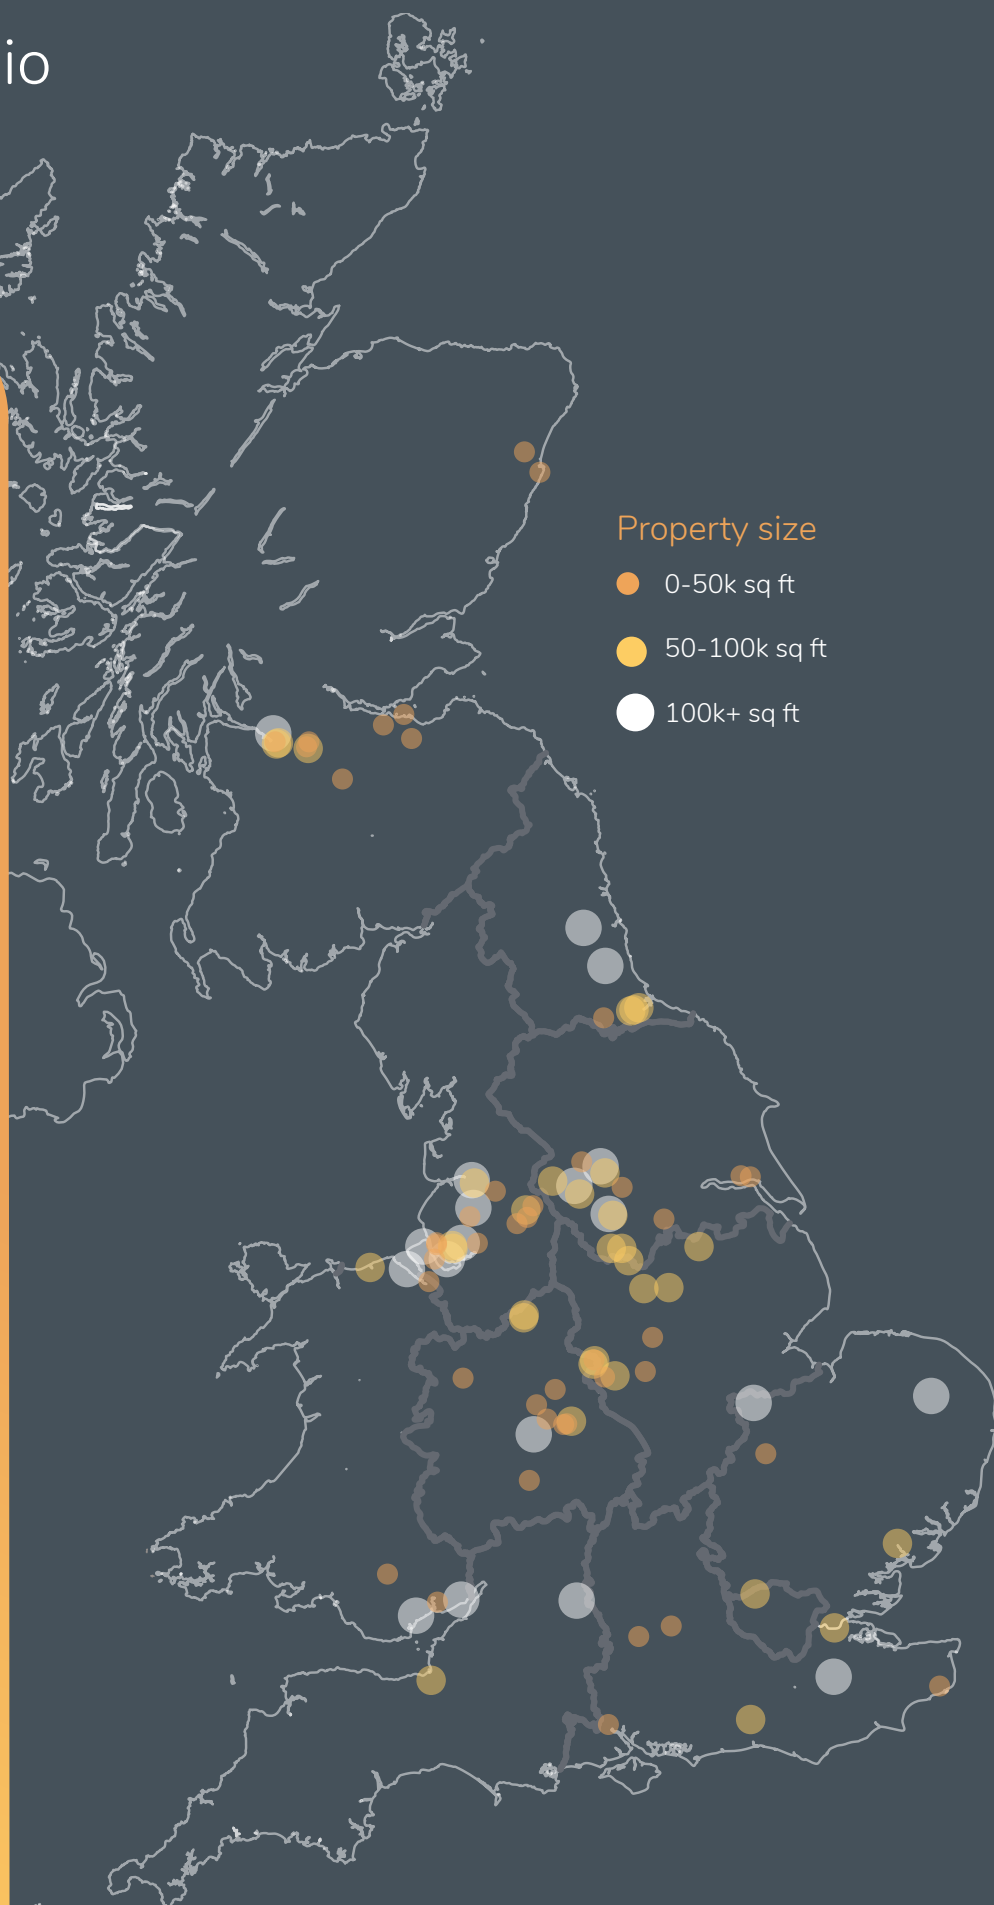 io
Property size
0-50k sq ft
50-100k sq ft
100k+ sq ft